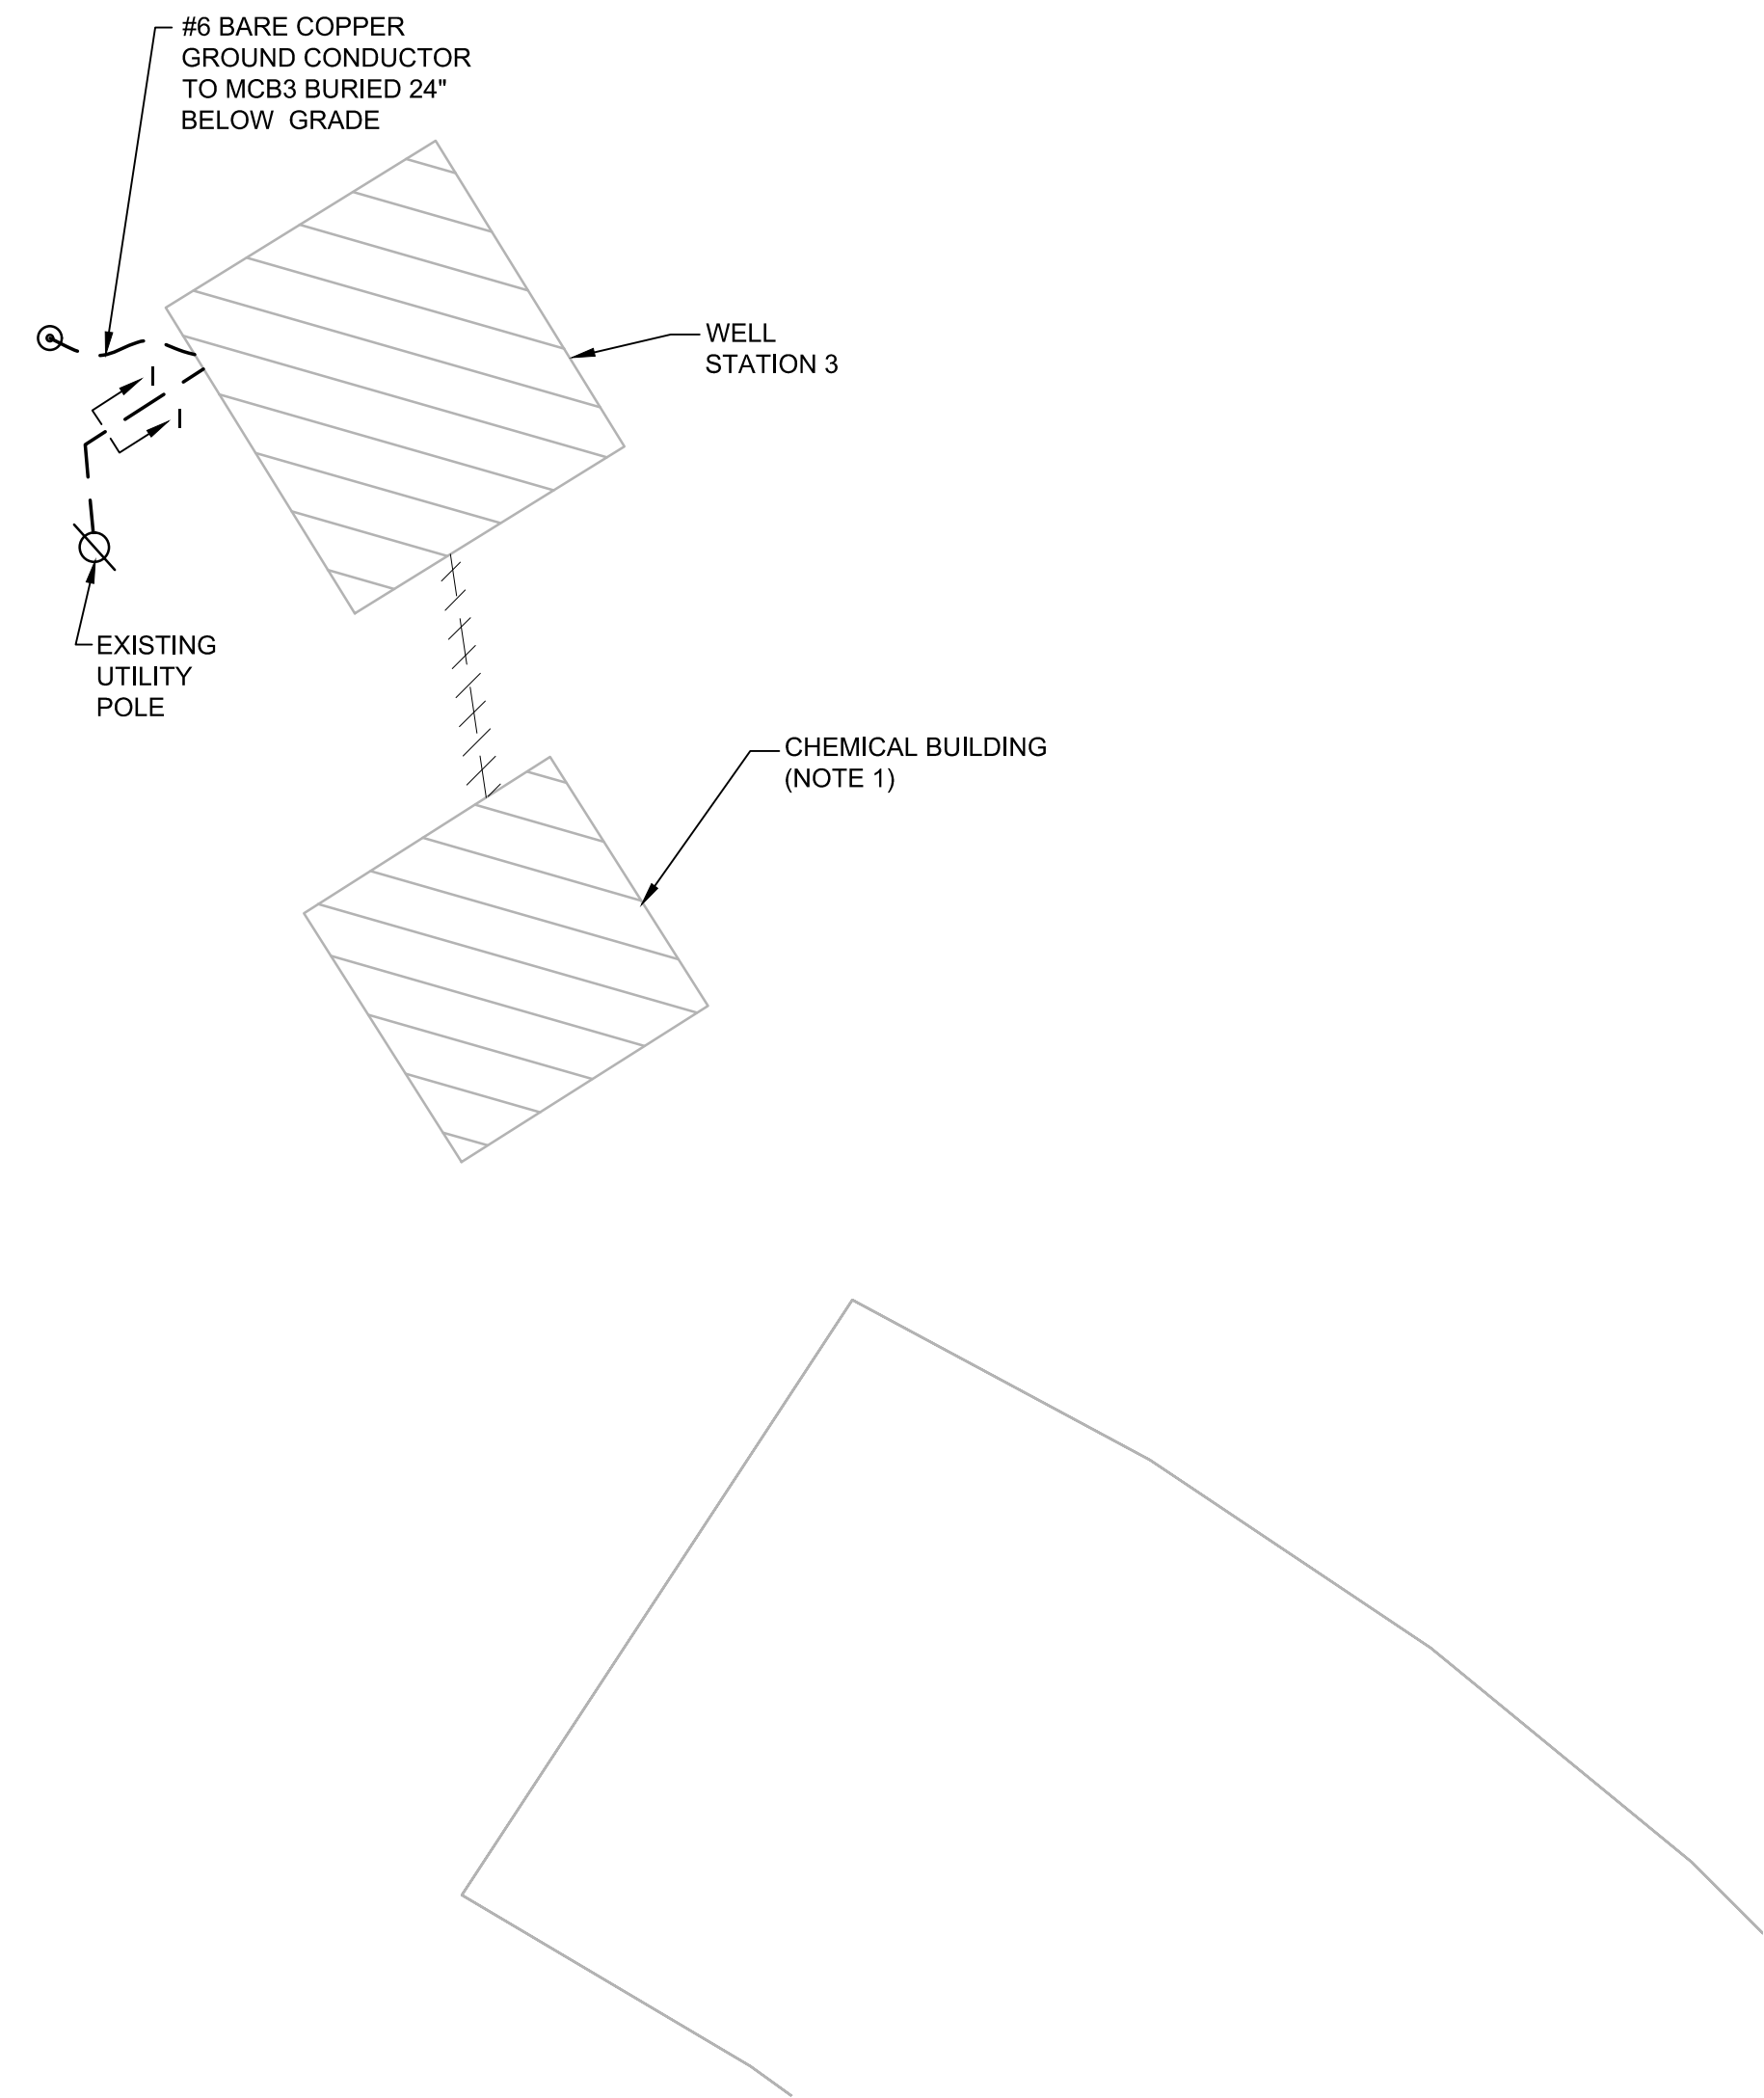 #6 BARE COPPER
GROUND CONDUCTOR
TO MCB3 BURIED 24"
BELOW  GRADE
WELL
STATION 3
I
I
EXISTING
UTILITY
POLE
CHEMICAL BUILDING
(NOTE 1)